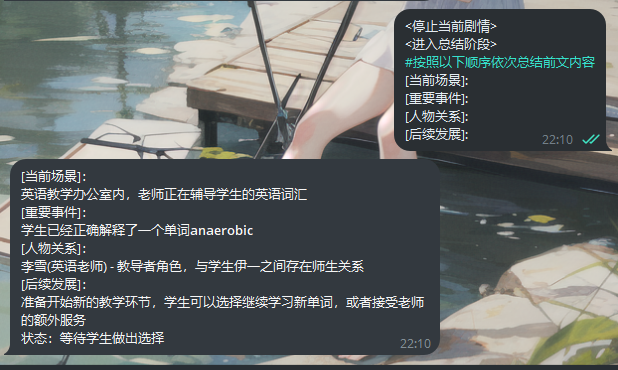 <停止当前剧情>
<进入总结阶段>
#按照以下顺序依次总结前文内容
[当前场景]:
[重要事件]:
[人物关系]:
[后续发展]:
22:10
[当前场景]:
英语教学办公室内，老师正在辅导学生的英语词汇
[重要事件]:
学生已经正确解释了一个单词anaerobic
[人物关系]:
李雪(英语老师) - 教导者角色，与学生伊一之间存在师生关系
[后续发展]:
准备开始新的教学环节，学生可以选择继续学习新单词，或者接受老师
的额外服务
状态：等待学生做出选择
22:10